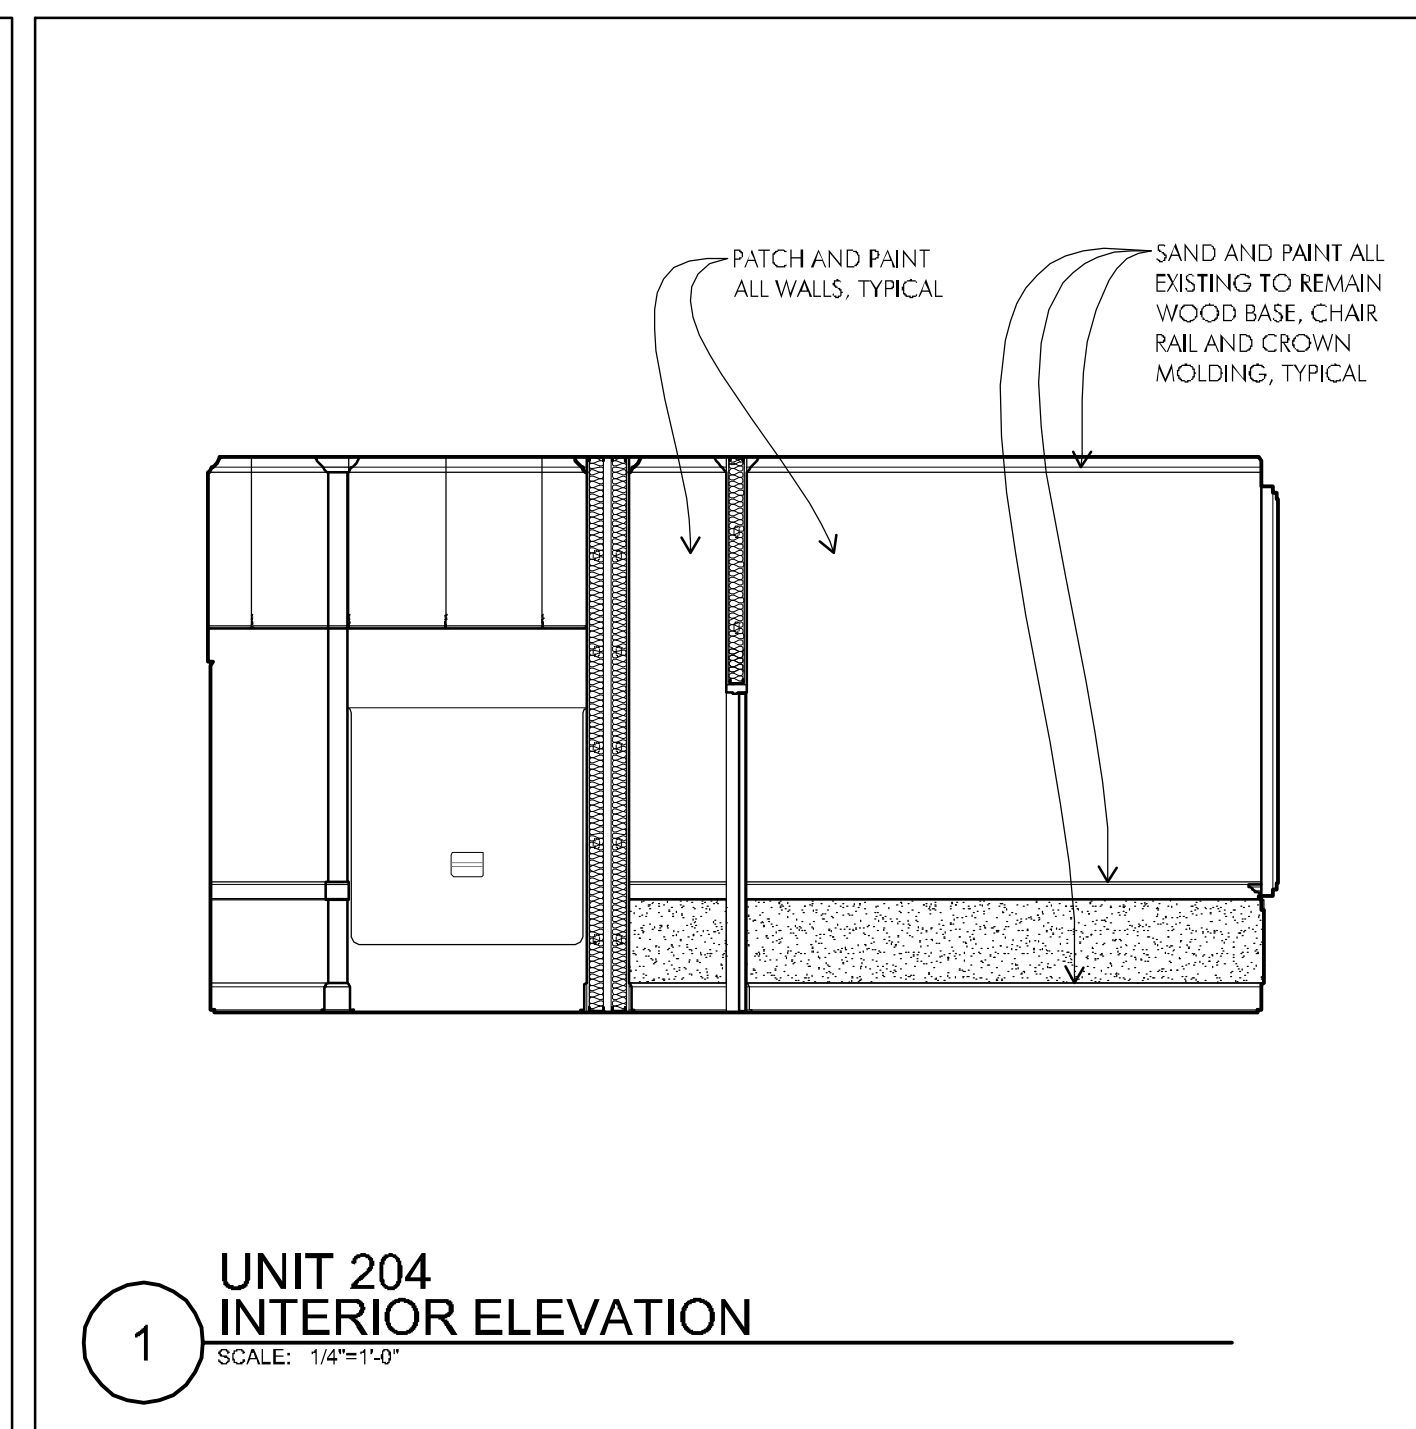 PATCH AND PAINT
ALL WALLS, TYPICAL
SAND AND PAINT ALL
EXISTING TO REMAIN
WOOD BASE, CHAIR
RAIL AND CROWN
MOLDING, TYPICAL
1
UNIT 204
INTERIOR ELEVATION
SCALE: 1/4"=1'-0"